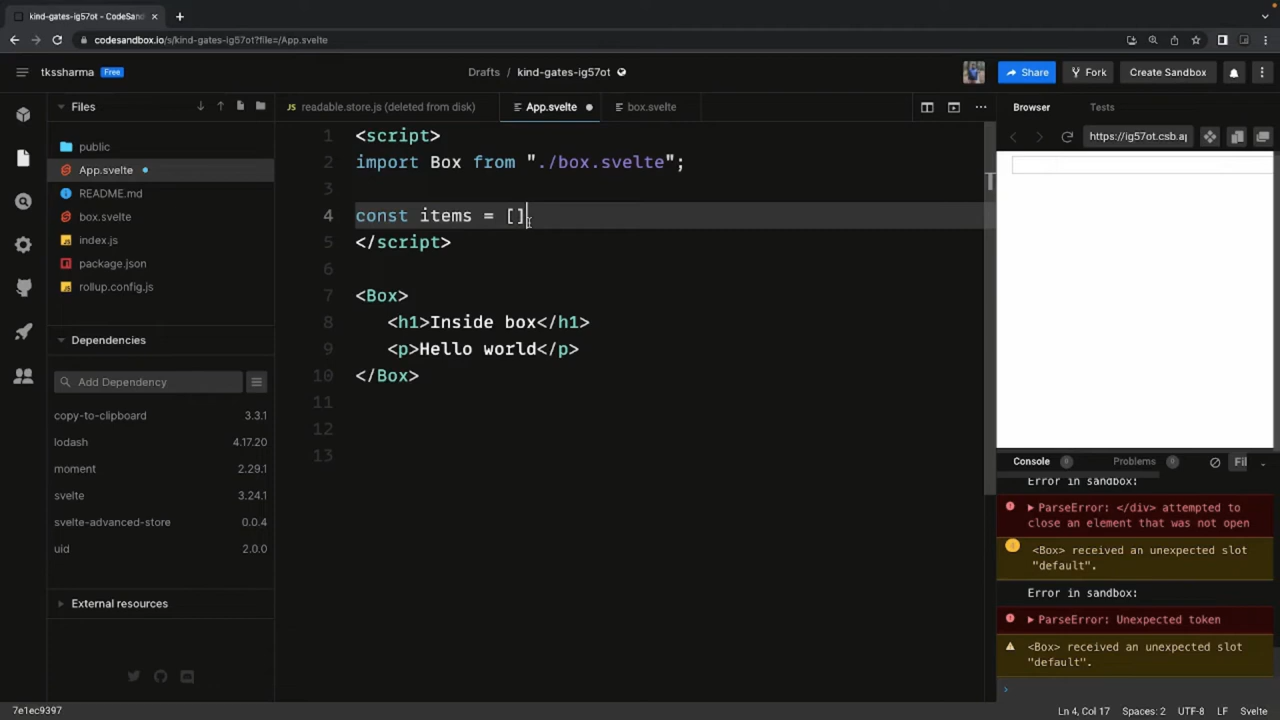 kind-gates-ig57ot - CodeSandb
codesandbox.io/s/kind-gates-ig57ot?file=/App.svelte
tkssharma Free
Drafts / kind-gates-ig57ot
Share
Fork
Create Sandbox
Files
public
App.svelte
README.md
box.svelte
index.js
package.json
rollup.config.js
Dependencies
Add Dependency
copy-to-clipboard 3.3.1
lodash 4.17.20
moment 2.29.1
svelte 3.24.1
svelte-advanced-store 0.0.4
uid 2.0.0
External resources
7e1ec9397
readable.store.js (deleted from disk)
App.svelte
box.svelte
1 <script>
2 import Box from "./box.svelte";
3
4 const items = []
5 </script>
6
7 <Box>
8 <h1>Inside box</h1>
9 <p>Hello world</p>
10 </Box>
11
12
13
Browser Tests
https://ig57ot.csb.ap
Console 8 Problems 0 Fil
Error in sandbox:
ParseError: </div> attempted to
close an element that was not open
<Box> received an unexpected slot
"default".
Error in sandbox:
ParseError: Unexpected token
<Box> received an unexpected slot
"default".
Ln 4, Col 17 Spaces: 2 UTF-8 LF Svelte